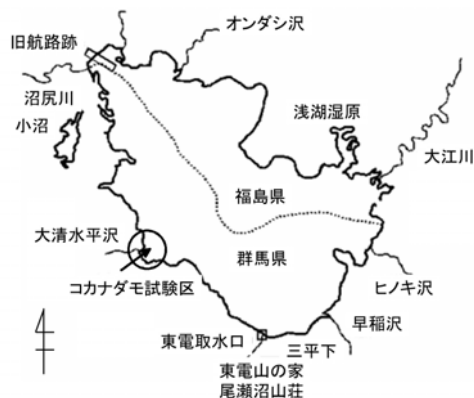 オンダシ沢
旧航路跡
沼尻川
小沼
浅湖湿原
大江川
福島県
群馬県
大清水平沢
コカナダモ試験区
ヒノキ沢
早稲沢
東電取水口
三平下
東電山の家
尾瀬沼山荘